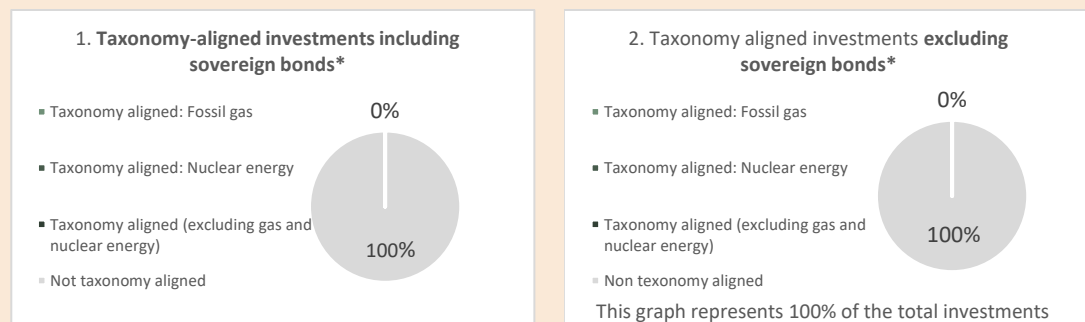 1. Taxonomy-aligned investments including
sovereign bonds*
Taxonomy aligned: Fossil gas
Taxonomy aligned: Nuclear energy
Taxonomy aligned (excluding gas and
nuclear energy)
Not taxonomy aligned
0%
100%
2. Taxonomy aligned investments excluding
sovereign bonds*
Taxonomy aligned: Fossil gas
Taxonomy aligned: Nuclear energy
Taxonomy aligned (excluding gas and
nuclear energy)
Non texonomy aligned
0%
100%
This graph represents 100% of the total investments